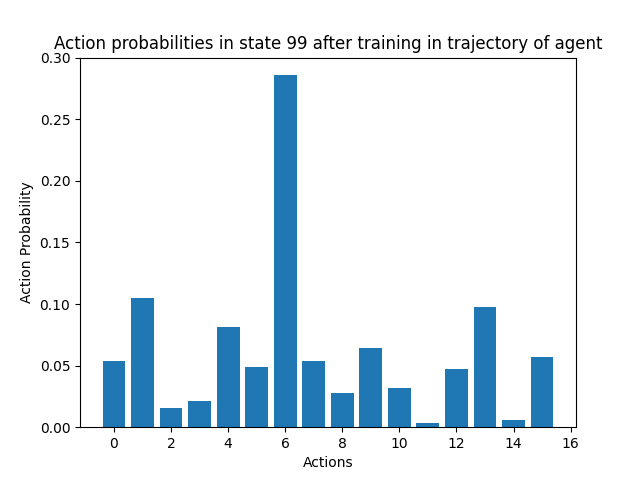 Action probabilities in state 99 after training in trajectory of agent
0.30
0.25
0.20
0.15
0.10
0.05
0.00
Action Probability
0 2 4 6 8 10 12 14 16
Actions